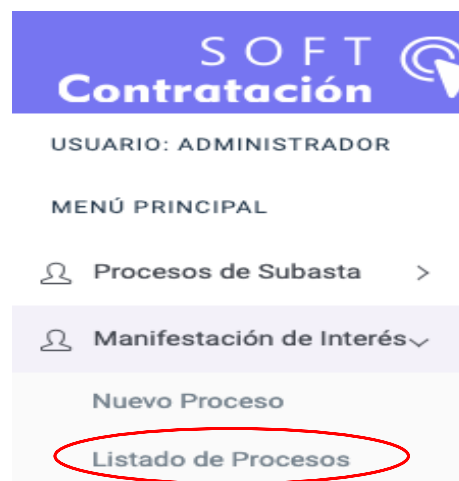 SOFT
Contratación
USUARIO: ADMINISTRADOR
MENÚ PRINCIPAL
Procesos de Subasta >
Manifestación de Interés
Nuevo Proceso
Listado de Procesos